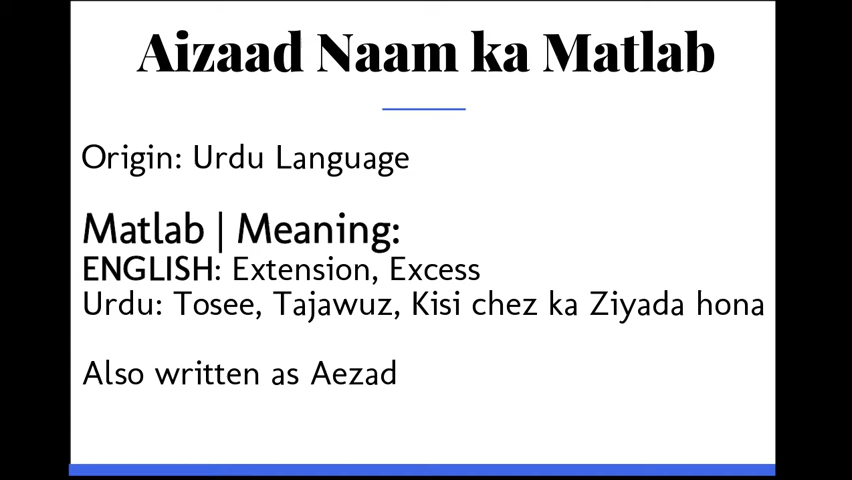 Aizaad Naam ka Matlab
Origin: Urdu Language
Matlab | Meaning:
ENGLISH: Extension, Excess
Urdu: Tosee, Tajawuz, Kisi chez ka Ziyada hona
Also written as Aezad